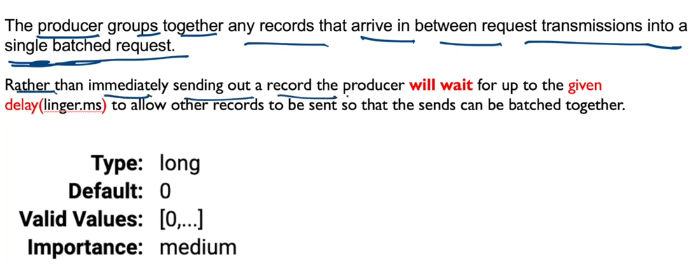 The producer groups together any records that arrive in between request transmissions into a
single batched request.
Rather than immediately sending out a record the producer will wait for up to the given
delay(linger.ms) to allow other records to be sent so that the sends can be batched together.
Type: long
Default: 0
Valid Values: [0,...]
Importance: medium